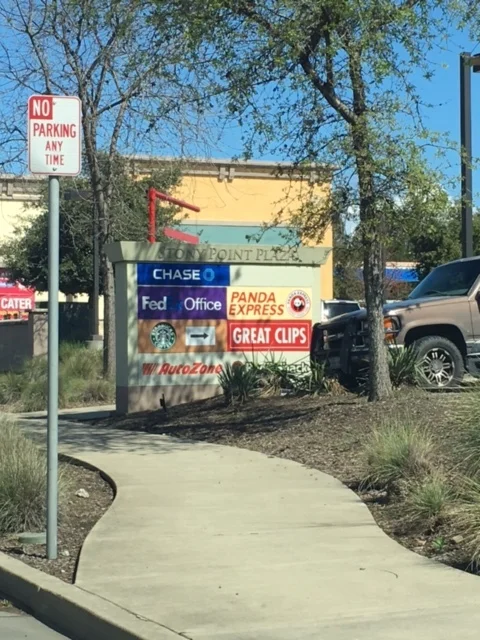 NO
PARKING
ANY
TIME
STONY POINT PLAZA
CHASE
FedEx Office
PANDA
EXPRESS
GREAT CLIPS
AutoZone
CATER